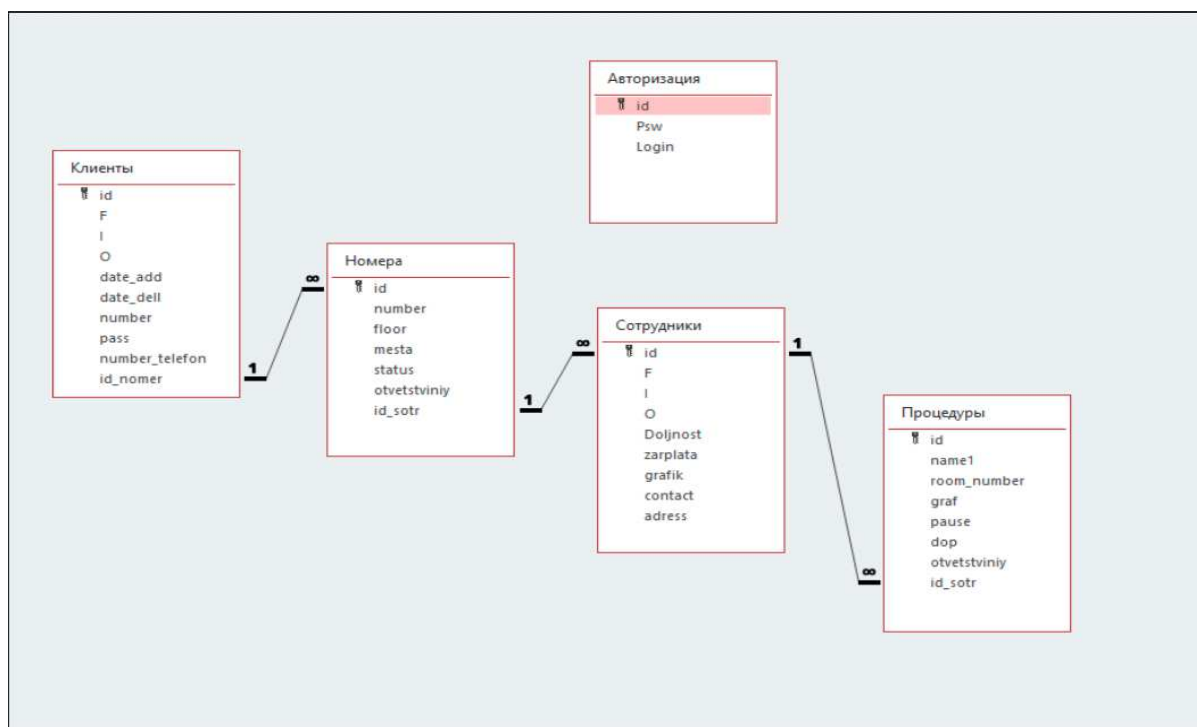 Авторизация
id
Psw
Login
Клиенты
id
F
I
O
date_add
date_dell
number
pass
number_telefon
id_nomer
1
∞
Номера
id
number
floor
mesta
status
otvetstviniy
id_sotr
1
∞
Сотрудники
id
F
I
O
Doljnost
zarplata
grafik
contact
adress
1
∞
Процедуры
id
name1
room_number
graf
pause
dop
otvetstviniy
id_sotr